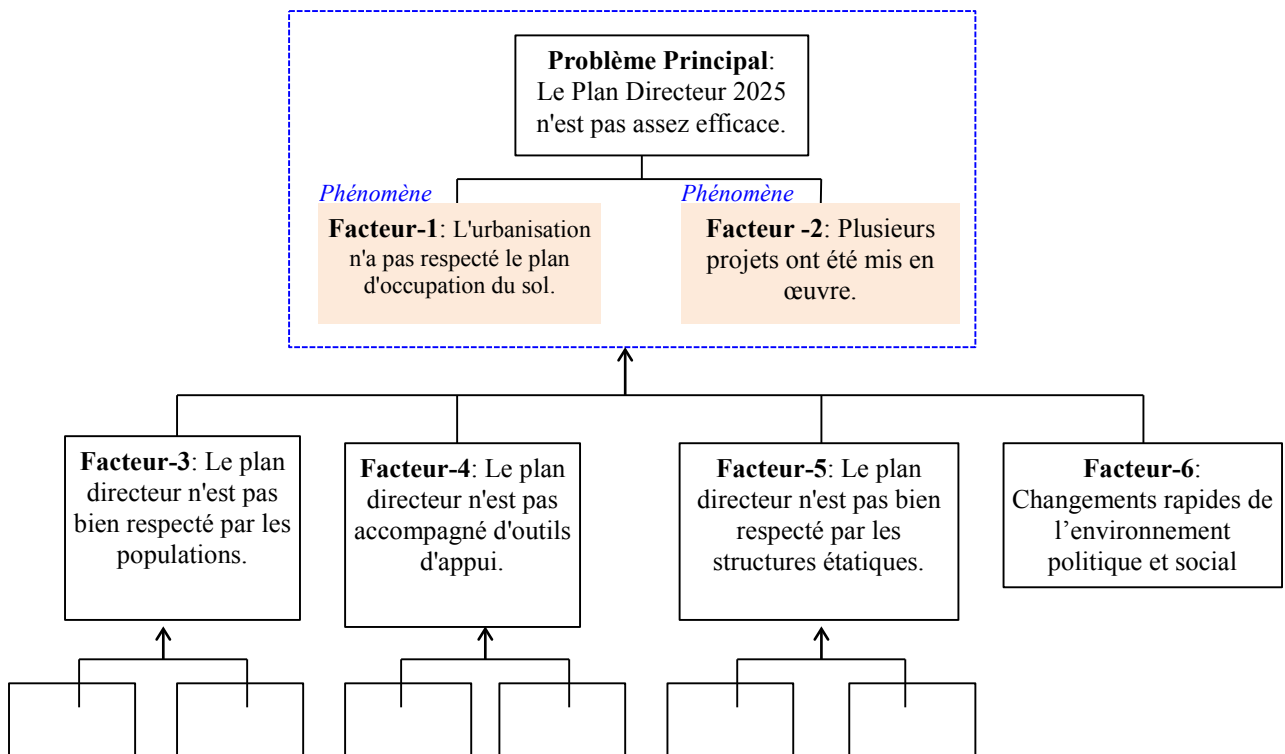 Problème Principal:
Le Plan Directeur 2025
n'est pas assez efficace.
Phénomène
Phénomène
Facteur-1: L'urbanisation
n'a pas respecté le plan
d'occupation du sol.
Facteur -2: Plusieurs
projets ont été mis en
œuvre.
Facteur-3: Le plan
directeur n'est pas
bien respecté par les
populations.
Facteur-4: Le plan
directeur n'est pas
accompagné d'outils
d'appui.
Facteur-5: Le plan
directeur n'est pas bien
respecté par les
structures étatiques.
Facteur-6:
Changements rapides de
l’environnement
politique et social